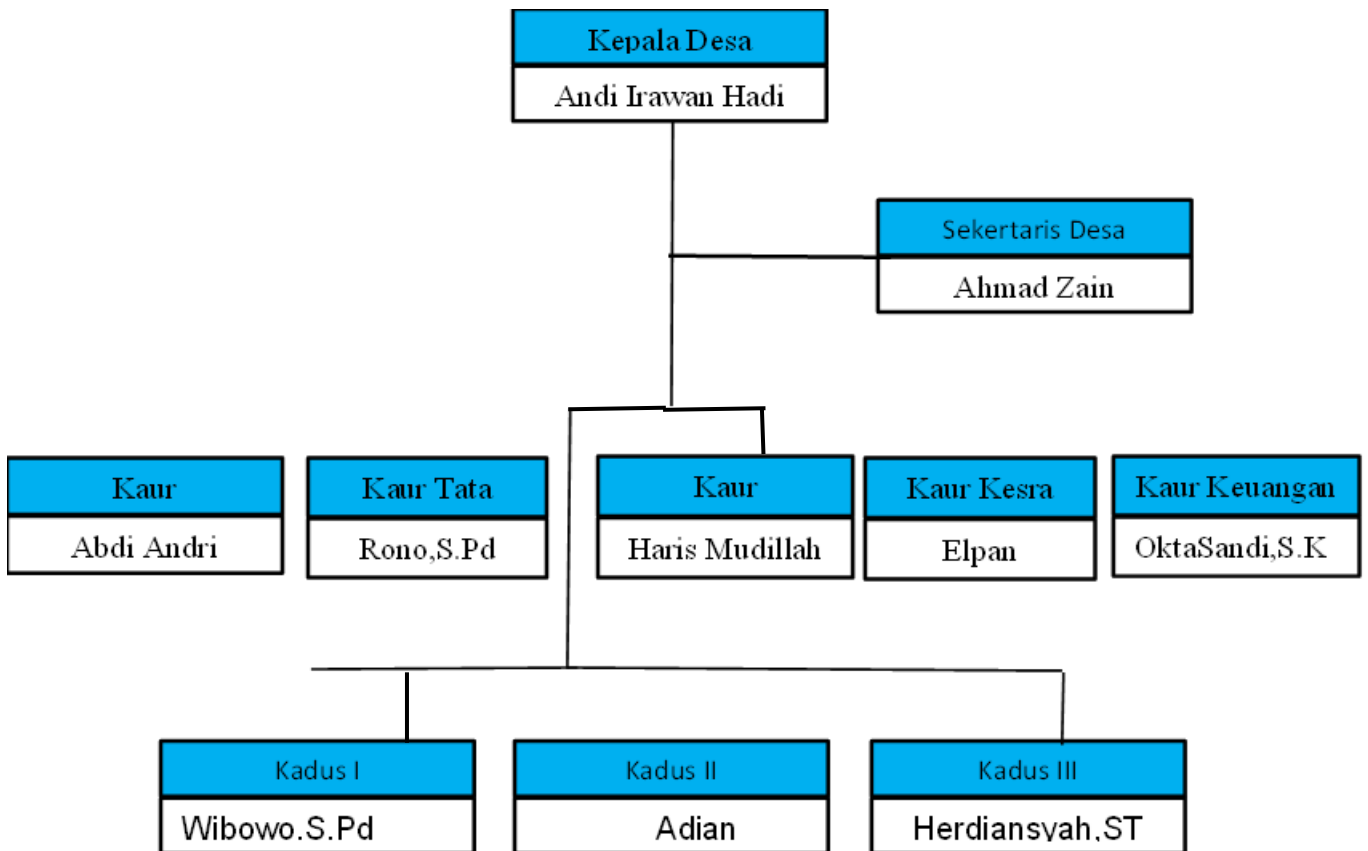 Kepala Desa
Andi Irawan Hadi
Sekertaris Desa
Ahmad Zain
Kaur
Abdi Andri
Kaur Tata
Rono,S.Pd
Kaur
Haris Mudillah
Kaur Kesra
Elpan
Kaur Keuangan
OktaSandi,S.K
Kadus I
Wibowo.S.Pd
Kadus II
Adian
Kadus III
Herdiansyah,ST